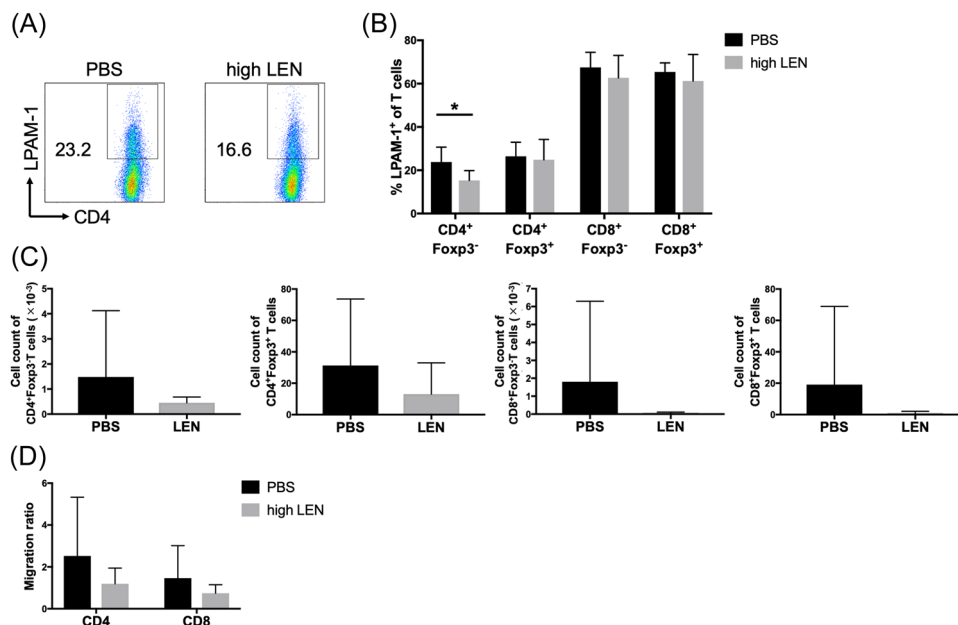 (A)
PBS
high LEN
LPAM-1
23.2
16.6
CD4
(B)
% LPAM-1⁺ of T cells
80
60
40
20
0
*
PBS
high LEN
CD4⁺
Foxp3⁻
CD4⁺
Foxp3⁺
CD8⁺
Foxp3⁻
CD8⁺
Foxp3⁺
(C)
Cell count of
CD4⁺Foxp3⁻T cells (×10⁻³)
5
4
3
2
1
0
PBS
LEN
Cell count of
CD4⁺Foxp3⁺ T cells
80
60
40
20
0
PBS
LEN
Cell count of
CD8⁺Foxp3⁻T cells (×10⁻³)
7
6
5
4
3
2
1
0
PBS
LEN
Cell count of
CD8⁺Foxp3⁺ T cells
80
60
40
20
0
PBS
LEN
(D)
Migration ratio
6
4
2
0
CD4
CD8
PBS
high LEN